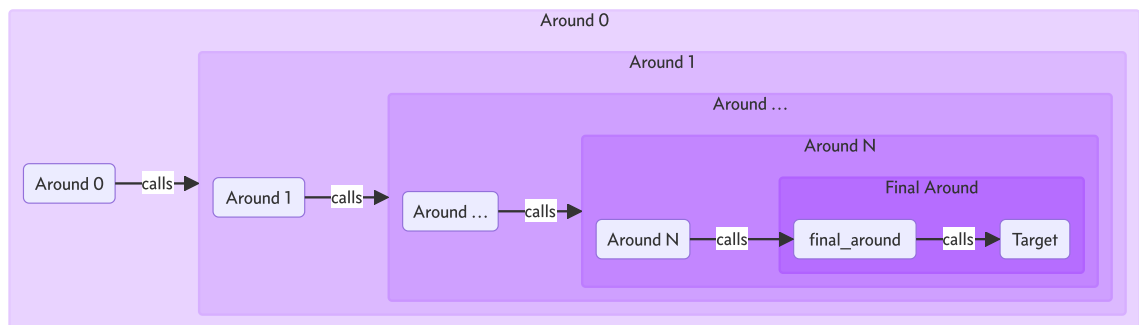 Around 0
Around 1
Around ...
Around N
Final Around
Around 0
calls
Around 1
calls
Around ...
calls
Around N
calls
final_around
calls
Target